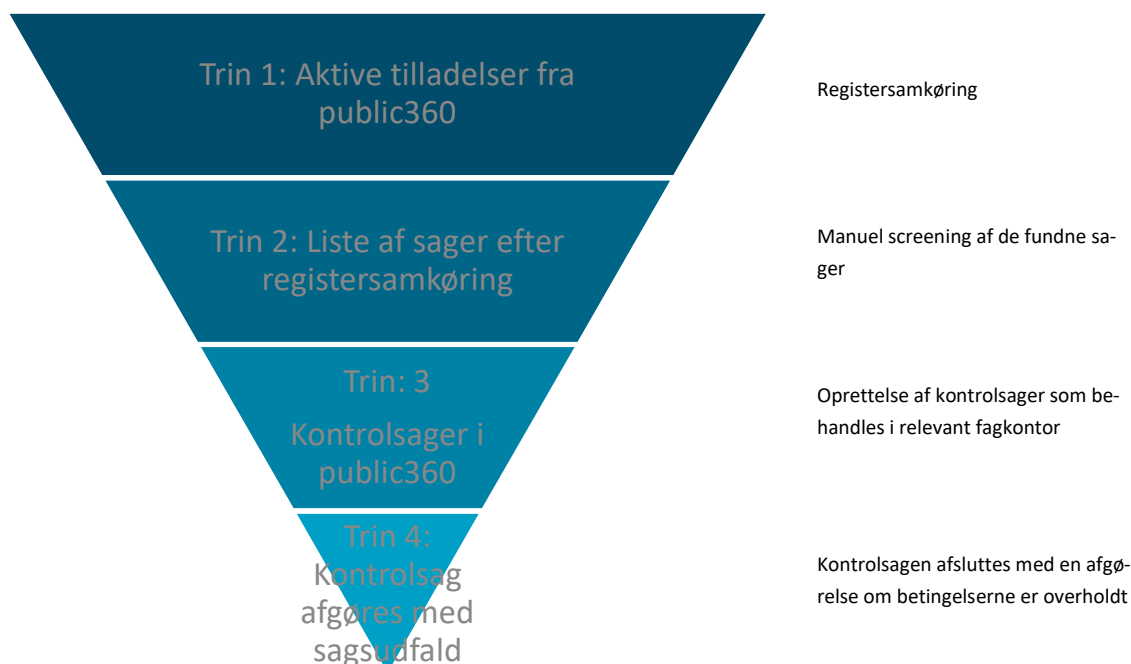 Trin 1: Aktive tilladelser fra
public360
Registersamkøring
Trin 2: Liste af sager efter
registersamkøring
Manuel screening af de fundne sa-
ger
Trin: 3
Kontrolsager i
public360
Oprettelse af kontrolsager som be-
handles i relevant fagkontor
Trin 4:
Kontrolsag
afgøres med
sagsudfald
Kontrolsagen afsluttes med en afgø-
relse om betingelserne er overholdt